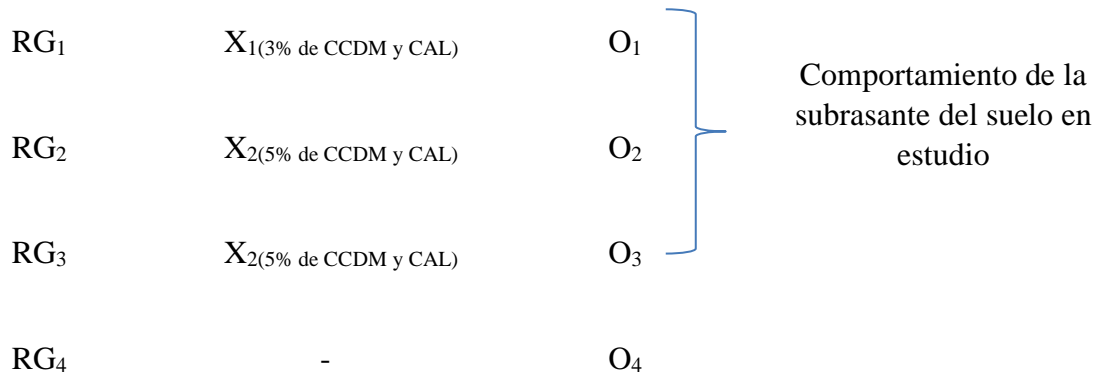 RG1 X1(3% de CCDM y CAL) O1
Comportamiento de la
subrasante del suelo en
estudio
RG2 X2(5% de CCDM y CAL) O2
RG3 X2(5% de CCDM y CAL) O3
RG4 - O4